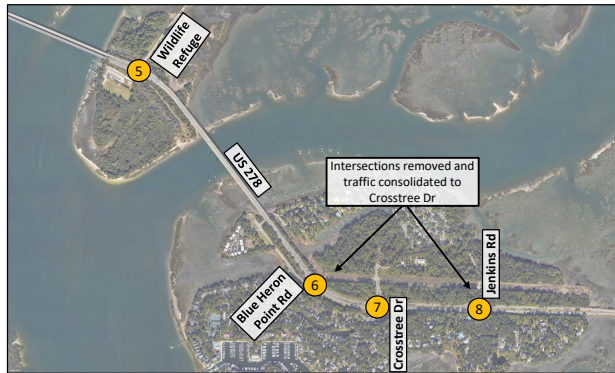 Wildlife
Refuge
5
US 278
Intersections removed and
traffic consolidated to
Crosstree Dr
Blue Heron
Point Rd
6
7
Crosstree Dr
Jenkins Rd
8